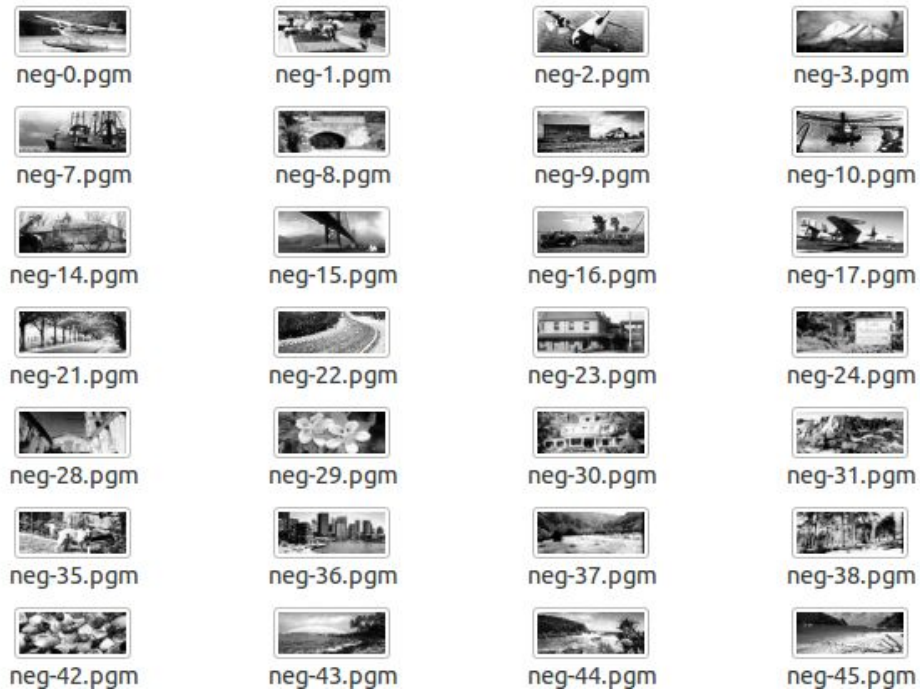 neg-0.pgm neg-1.pgm neg-2.pgm neg-3.pgm
neg-7.pgm neg-8.pgm neg-9.pgm neg-10.pgm
neg-14.pgm neg-15.pgm neg-16.pgm neg-17.pgm
neg-21.pgm neg-22.pgm neg-23.pgm neg-24.pgm
neg-28.pgm neg-29.pgm neg-30.pgm neg-31.pgm
neg-35.pgm neg-36.pgm neg-37.pgm neg-38.pgm
neg-42.pgm neg-43.pgm neg-44.pgm neg-45.pgm